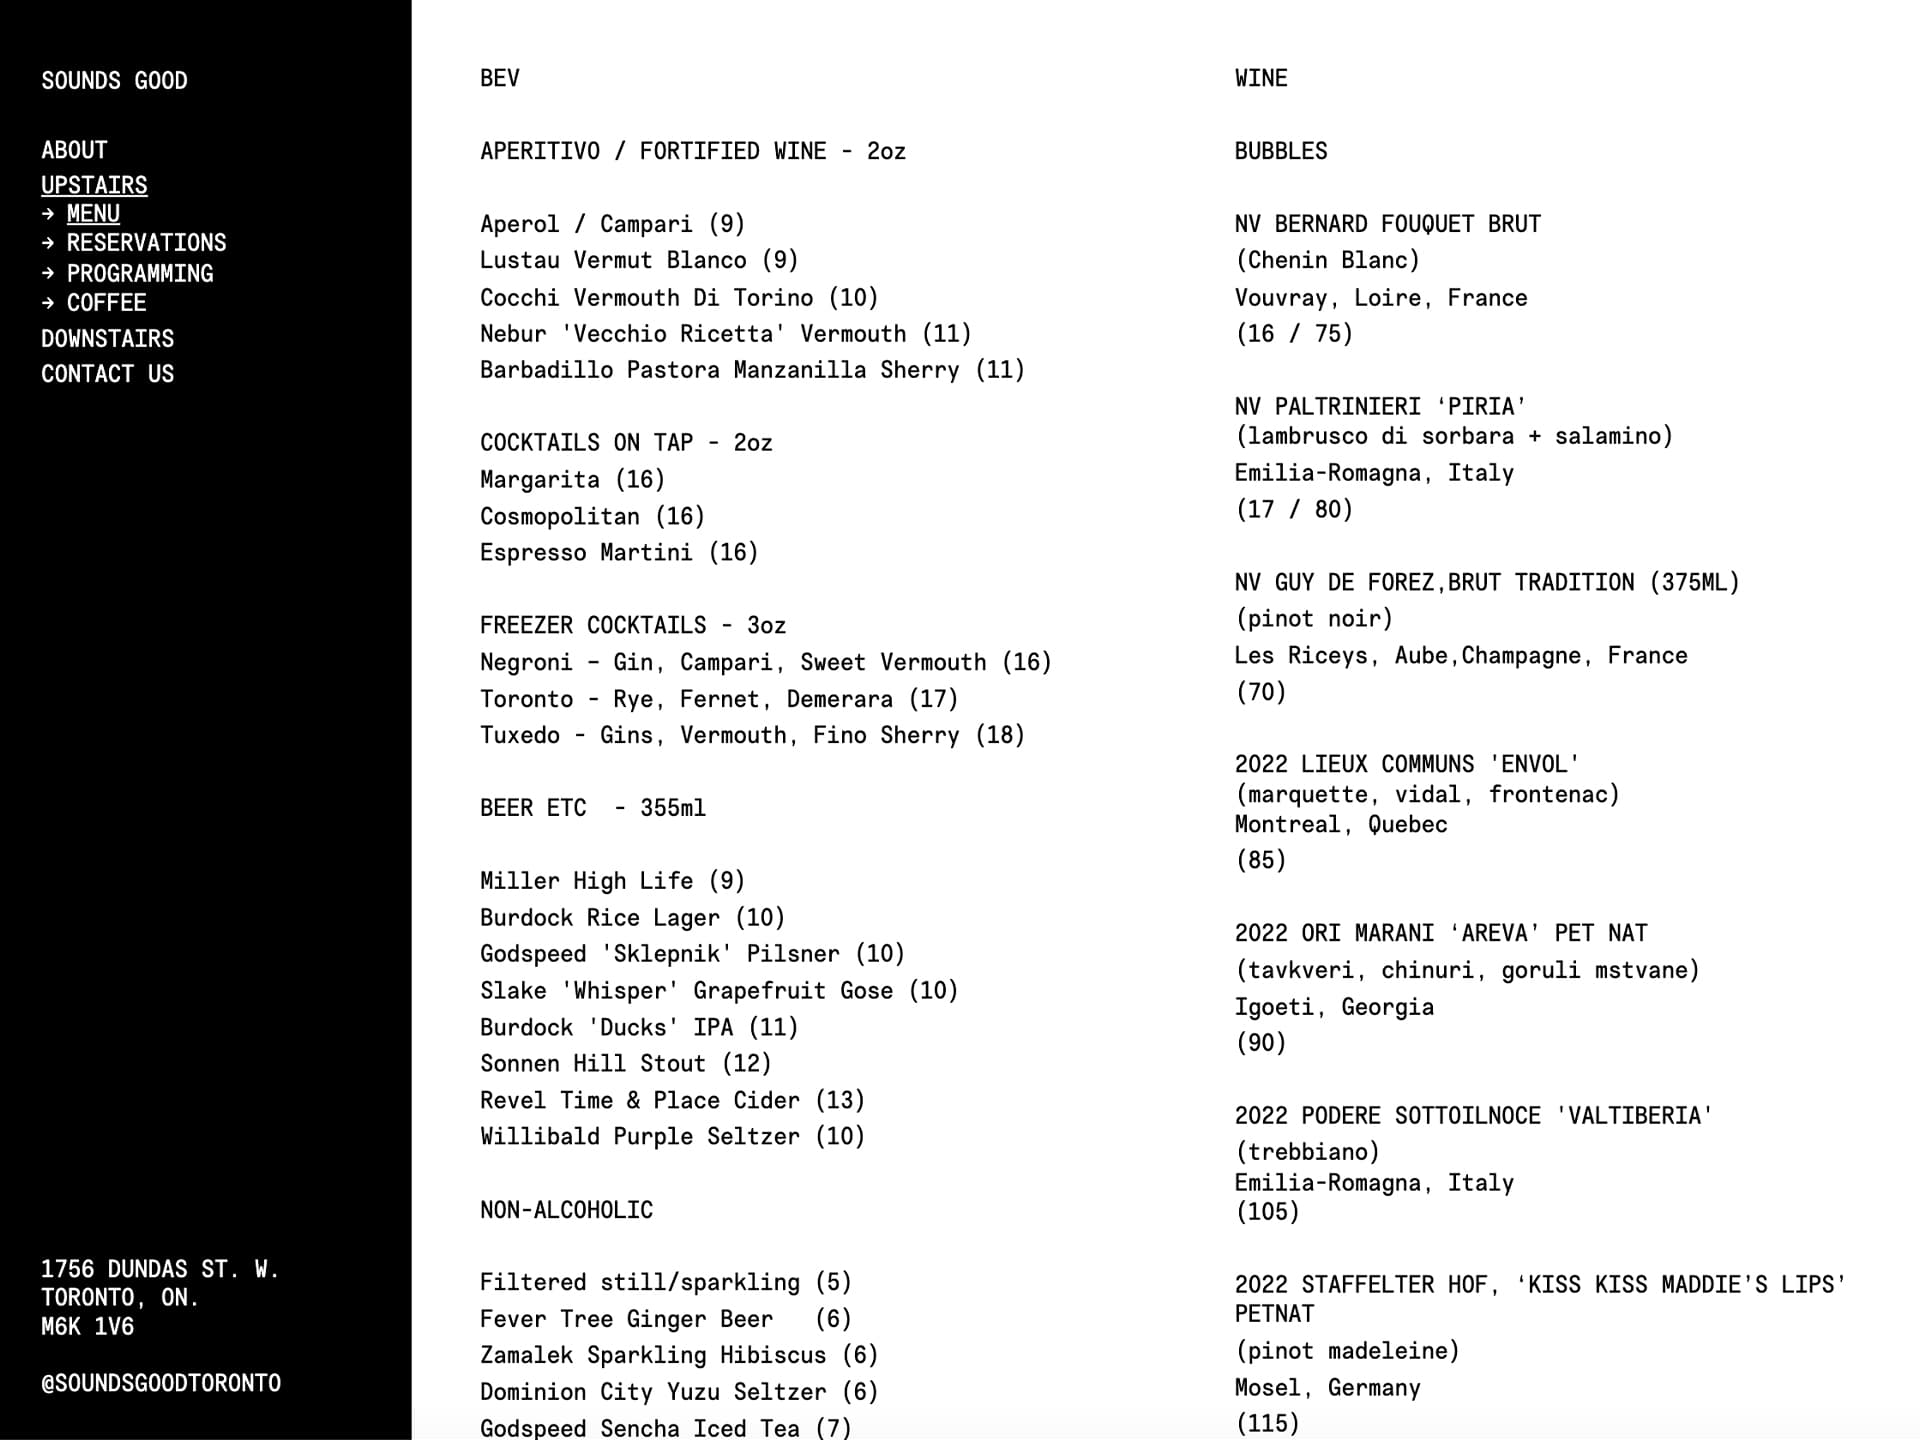 SOUNDS GOOD
ABOUT
UPSTAIRS
→ MENU
→ RESERVATIONS
→ PROGRAMMING
→ COFFEE
DOWNSTAIRS
CONTACT US
1756 DUNDAS ST. W.
TORONTO, ON.
M6K 1V6
@SOUNDSGOODTORONTO
BEV
APERITIVO / FORTIFIED WINE - 2oz
Aperol / Campari (9)
Lustau Vermut Blanco (9)
Cocchi Vermouth Di Torino (10)
Nebur 'Vecchio Ricetta' Vermouth (11)
Barbadillo Pastora Manzanilla Sherry (11)
COCKTAILS ON TAP - 2oz
Margarita (16)
Cosmopolitan (16)
Espresso Martini (16)
FREEZER COCKTAILS - 3oz
Negroni – Gin, Campari, Sweet Vermouth (16)
Toronto - Rye, Fernet, Demerara (17)
Tuxedo - Gins, Vermouth, Fino Sherry (18)
BEER ETC  - 355ml
Miller High Life (9)
Burdock Rice Lager (10)
Godspeed 'Sklepnik' Pilsner (10)
Slake 'Whisper' Grapefruit Gose (10)
Burdock 'Ducks' IPA (11)
Sonnen Hill Stout (12)
Revel Time & Place Cider (13)
Willibald Purple Seltzer (10)
NON-ALCOHOLIC
Filtered still/sparkling (5)
Fever Tree Ginger Beer   (6)
Zamalek Sparkling Hibiscus (6)
Dominion City Yuzu Seltzer (6)
Godspeed Sencha Iced Tea (7)
WINE
BUBBLES
NV BERNARD FOUQUET BRUT
(Chenin Blanc)
Vouvray, Loire, France
(16 / 75)
NV PALTRINIERI ‘PIRIA’
(lambrusco di sorbara + salamino)
Emilia-Romagna, Italy
(17 / 80)
NV GUY DE FOREZ,BRUT TRADITION (375ML)
(pinot noir)
Les Riceys, Aube,Champagne, France
(70)
2022 LIEUX COMMUNS 'ENVOL'
(marquette, vidal, frontenac)
Montreal, Quebec
(85)
2022 ORI MARANI ‘AREVA’ PET NAT
(tavkveri, chinuri, goruli mstvane)
Igoeti, Georgia
(90)
2022 PODERE SOTTOILNOCE 'VALTIBERIA'
(trebbiano)
Emilia-Romagna, Italy
(105)
2022 STAFFELTER HOF, ‘KISS KISS MADDIE'S LIPS’
PETNAT
(pinot madeleine)
Mosel, Germany
(115)